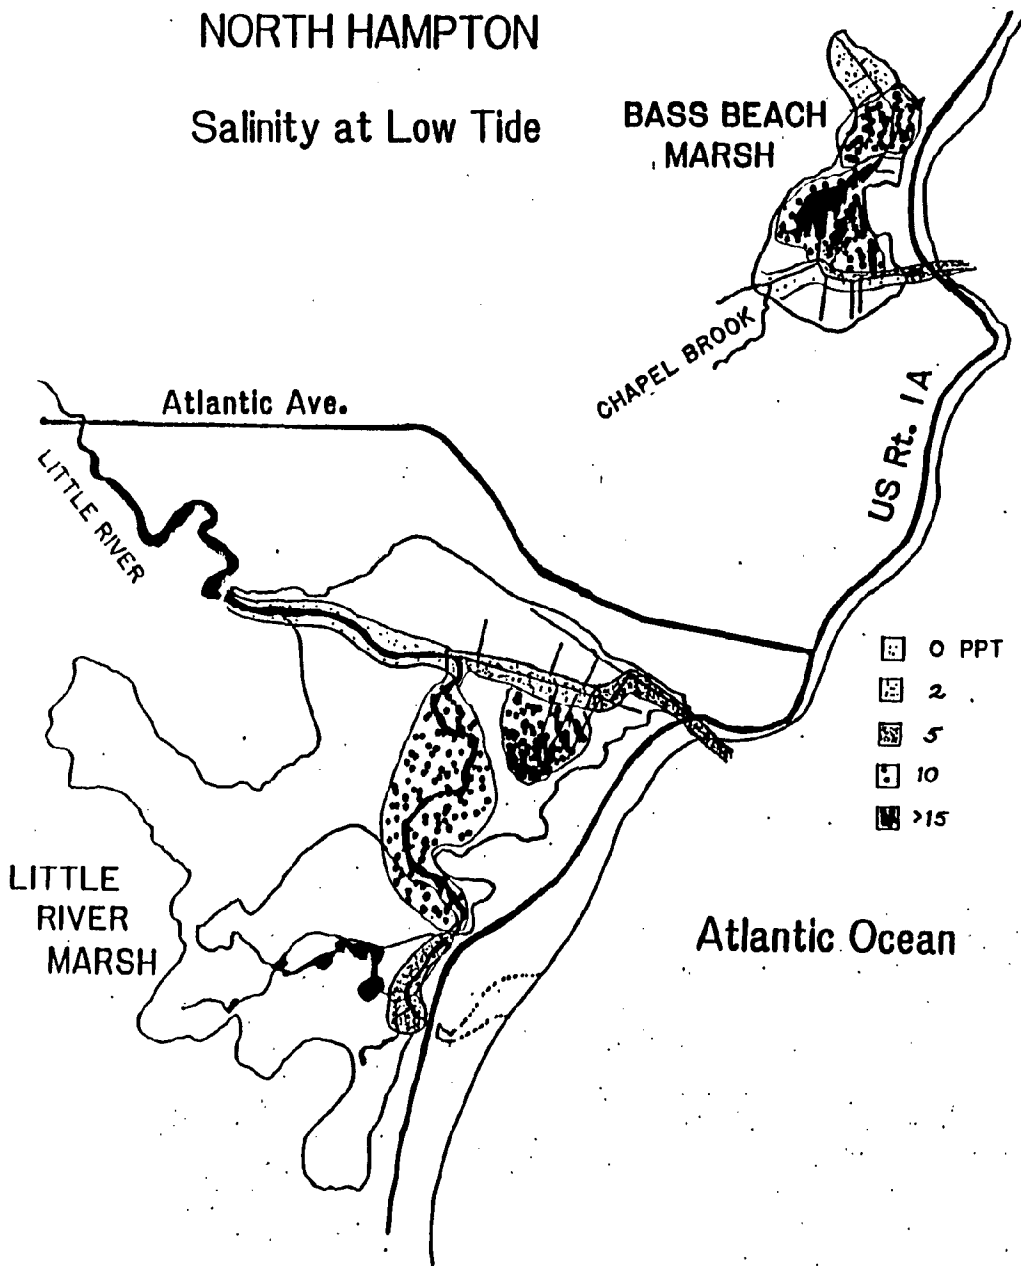 NORTH HAMPTON
Salinity at Low Tide
BASS BEACH
MARSH
CHAPEL BROOK
Atlantic Ave.
US Rt. 1A
LITTLE RIVER
0 PPT
2
5
10
>15
LITTLE
RIVER
MARSH
Atlantic Ocean